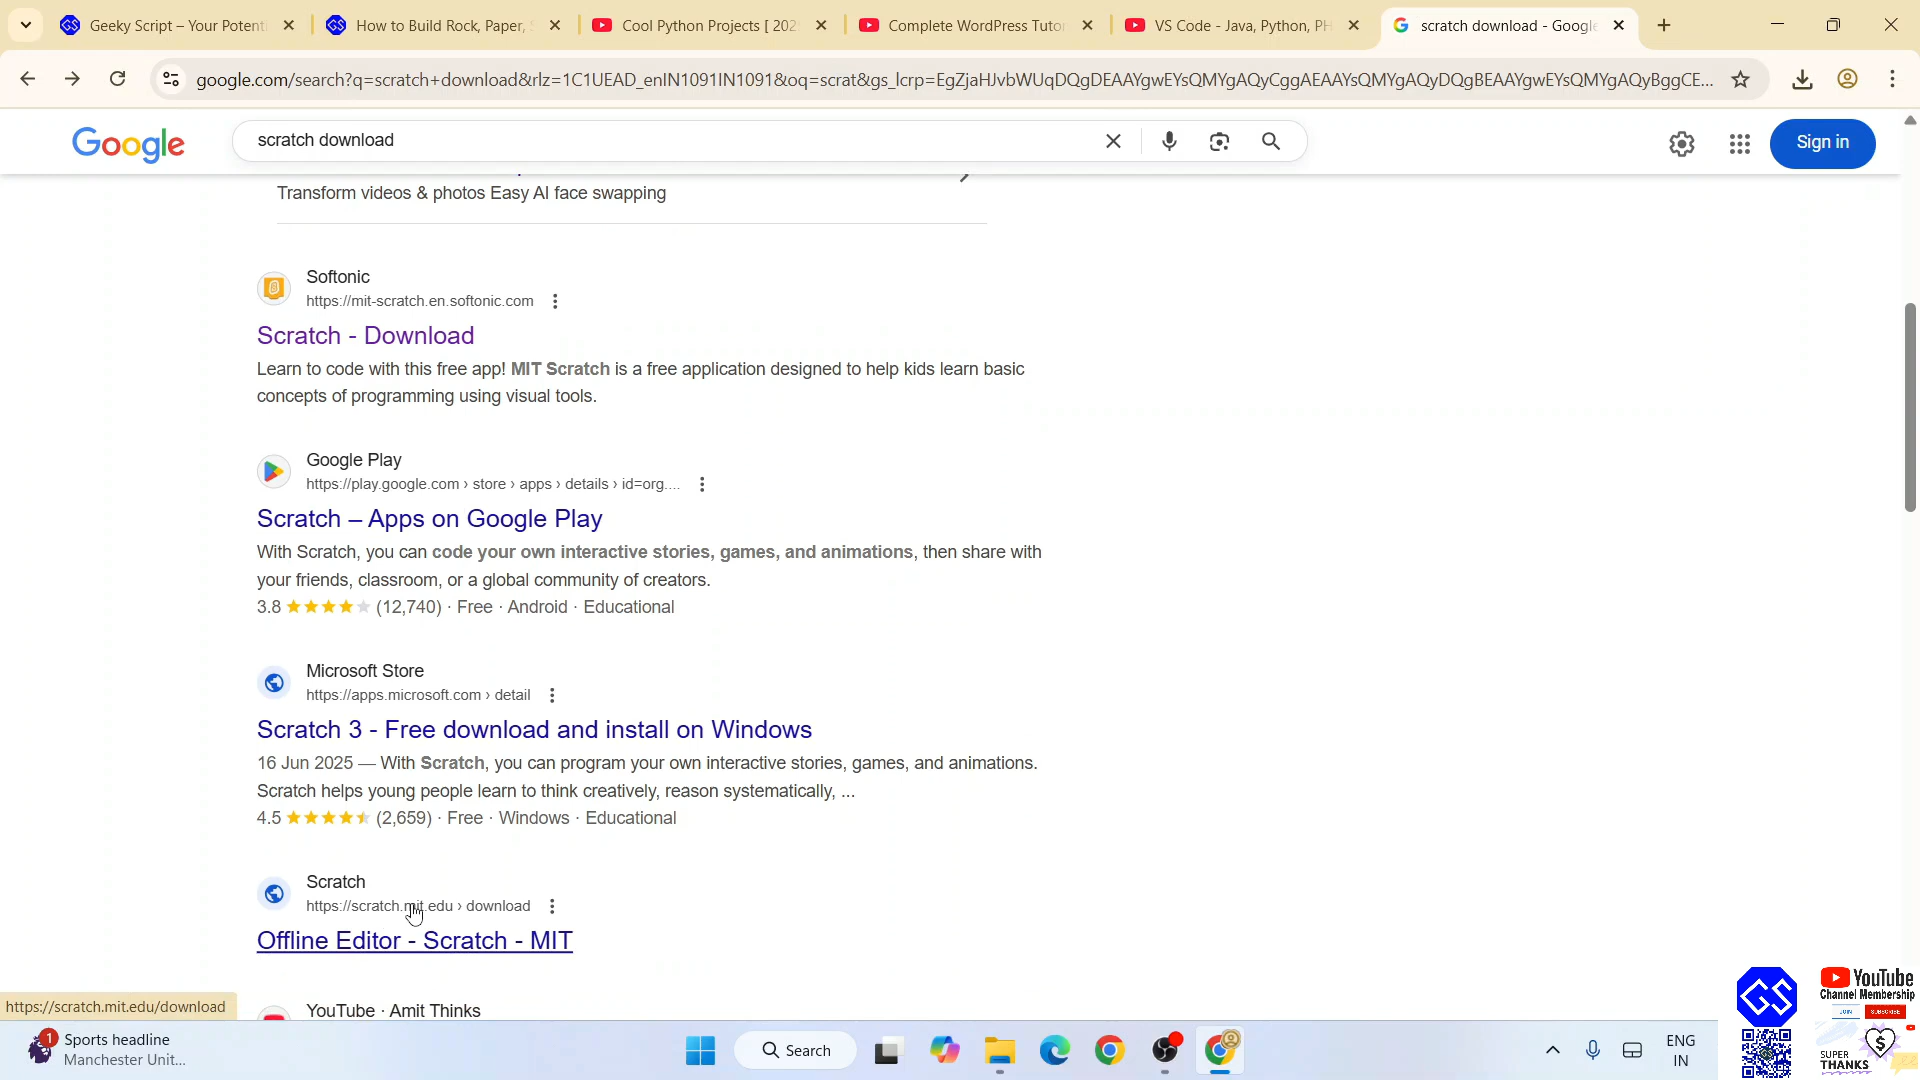 Geeky Script – Your Potenti
How to Build Rock, Paper, S
Cool Python Projects [ 202
Complete WordPress Tutor
VS Code - Java, Python, PH
scratch download - Google
google.com/search?q=scratch+download&rlz=1C1UEAD_enIN1091IN1091&oq=scrat&gs_lcrp=EgZjaHJvbWUqDQgDEAAYgwEYsQMYgAQyCggAEAAYsQMYgAQyDQgBEAAYgwEYsQMYgAQyBggCE...
Google
scratch download
Sign in
Transform videos & photos Easy AI face swapping
Softonic
https://mit-scratch.en.softonic.com
Scratch - Download
Learn to code with this free app! MIT Scratch is a free application designed to help kids learn basic
concepts of programming using visual tools.
Google Play
https://play.google.com › store › apps › details › id=org....
Scratch – Apps on Google Play
With Scratch, you can code your own interactive stories, games, and animations, then share with
your friends, classroom, or a global community of creators.
3.8 (12,740) · Free · Android · Educational
Microsoft Store
https://apps.microsoft.com › detail
Scratch 3 - Free download and install on Windows
16 Jun 2025 — With Scratch, you can program your own interactive stories, games, and animations.
Scratch helps young people learn to think creatively, reason systematically, ...
4.5 (2,659) · Free · Windows · Educational
Scratch
https://scratch.mit.edu › download
Offline Editor - Scratch - MIT
YouTube · Amit Thinks
https://scratch.mit.edu/download
GS
YouTube
Channel Membership
JOIN
SUBSCRIBE
SUPER
THANKS
$
1
Sports headline
Manchester Unit...
Search
ENG
IN